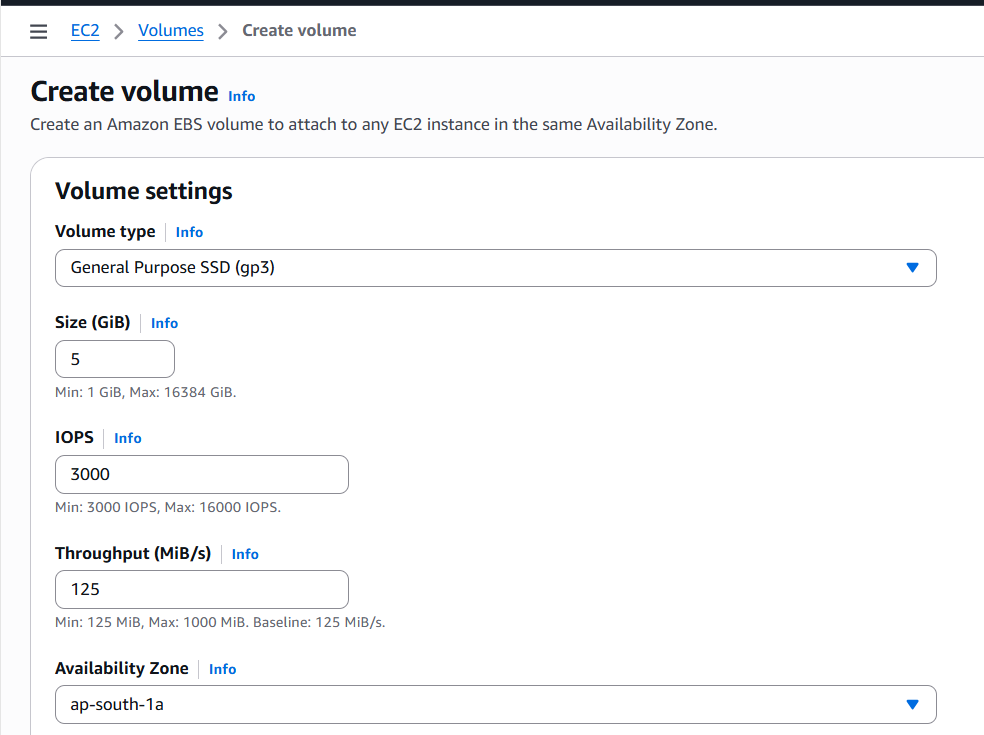 EC2 > Volumes > Create volume
Create volume Info
Create an Amazon EBS volume to attach to any EC2 instance in the same Availability Zone.
Volume settings
Volume type Info
General Purpose SSD (gp3)
Size (GiB) Info
5
Min: 1 GiB, Max: 16384 GiB.
IOPS Info
3000
Min: 3000 IOPS, Max: 16000 IOPS.
Throughput (MiB/s) Info
125
Min: 125 MiB, Max: 1000 MiB. Baseline: 125 MiB/s.
Availability Zone Info
ap-south-1a